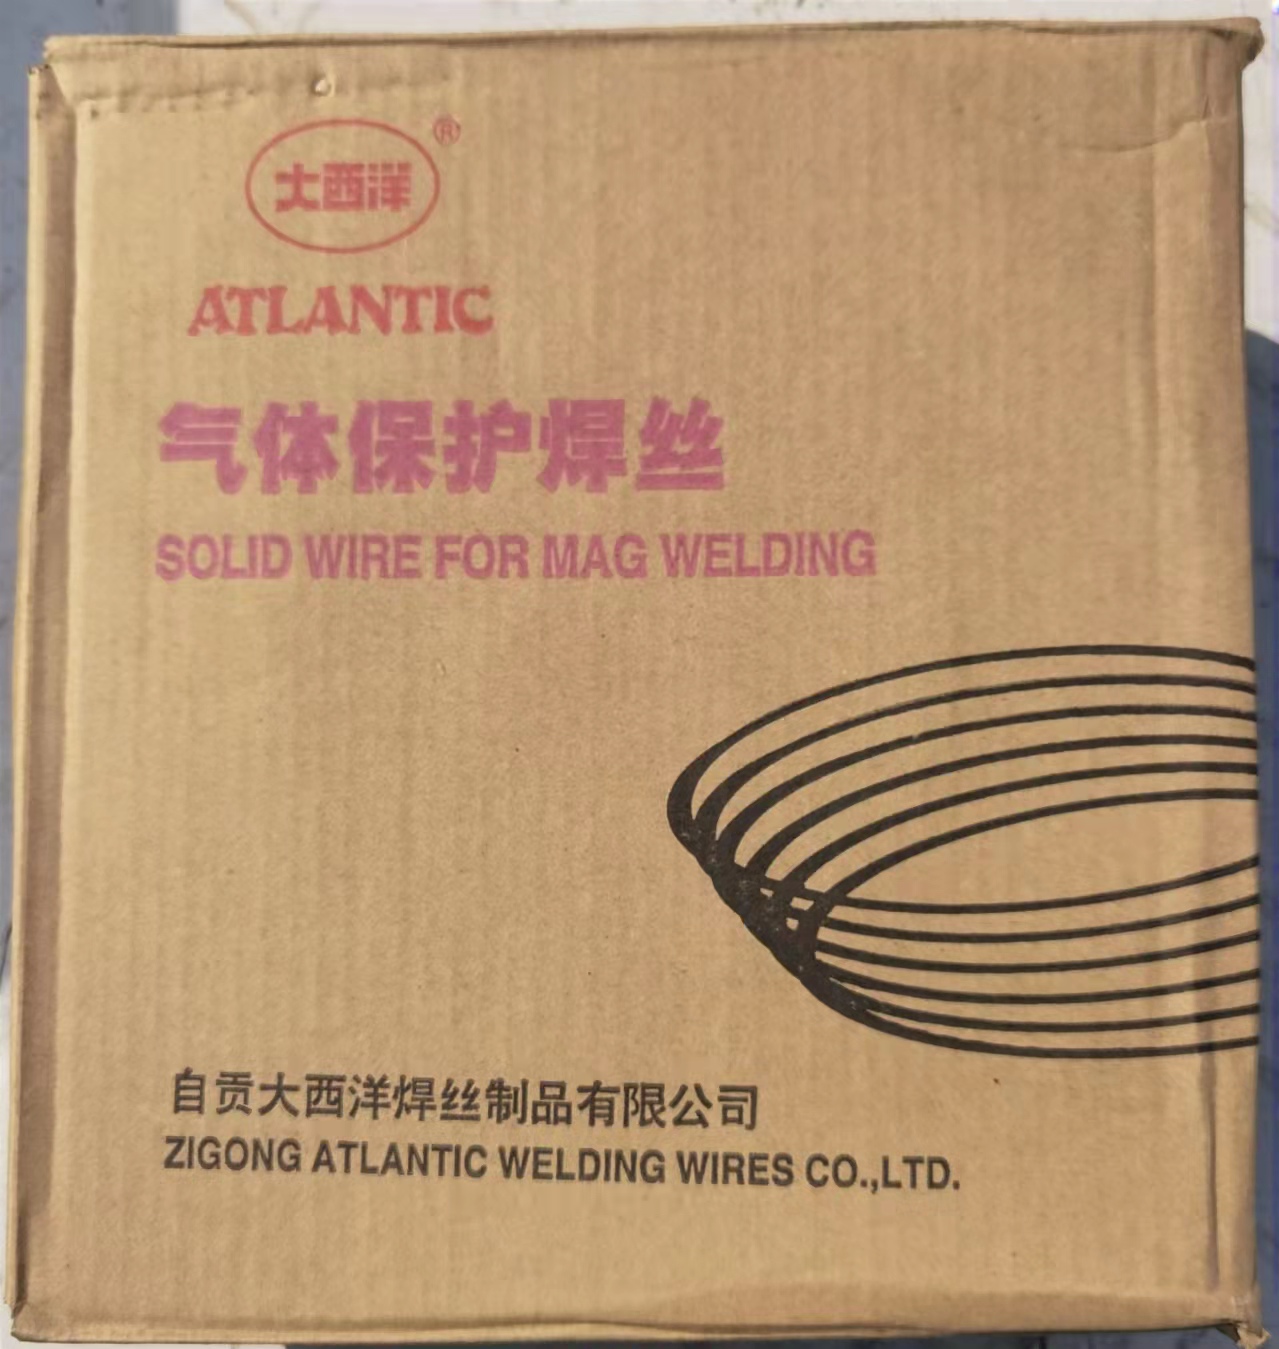 大西洋®
ATLANTIC
气体保护焊丝
SOLID WIRE FOR MAG WELDING
自贡大西洋焊丝制品有限公司
ZIGONG ATLANTIC WELDING WIRES CO.,LTD.